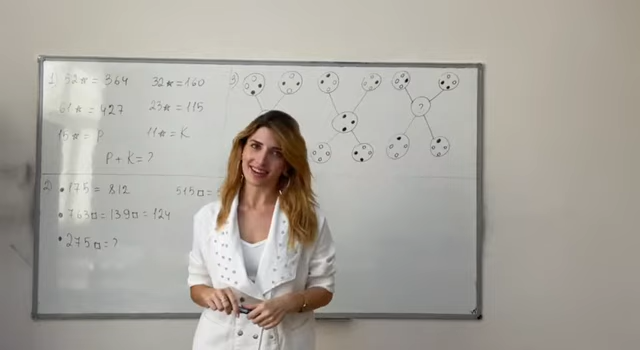 1) 52☆ = 364 32★ = 160
61☆ = 427 23★ = 115
15☆ = P 11★ = K
P + K = ?
2) • 175 = 812 515□ =
• 763□ = 139□ = 124
• 275□ = ?
3)
?